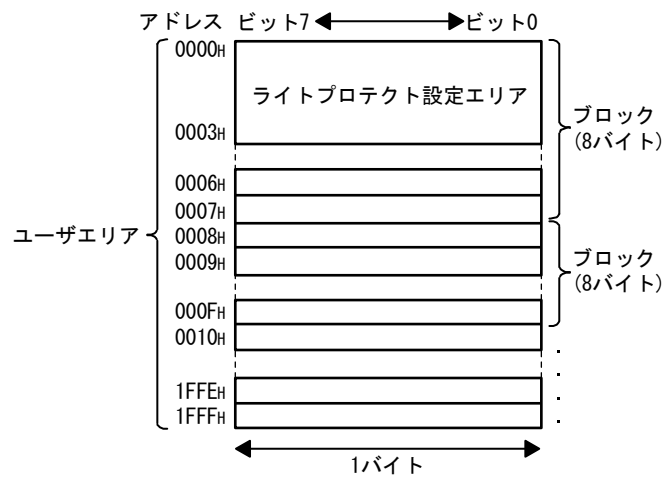 アドレス ビット7 ビット0
0000H
ライトプロテクト設定エリア
0003H
ブロック
(8バイト)
0006H
0007H
ユーザエリア
0008H
0009H
ブロック
(8バイト)
000FH
0010H
1FFEH
1FFFH
1バイト